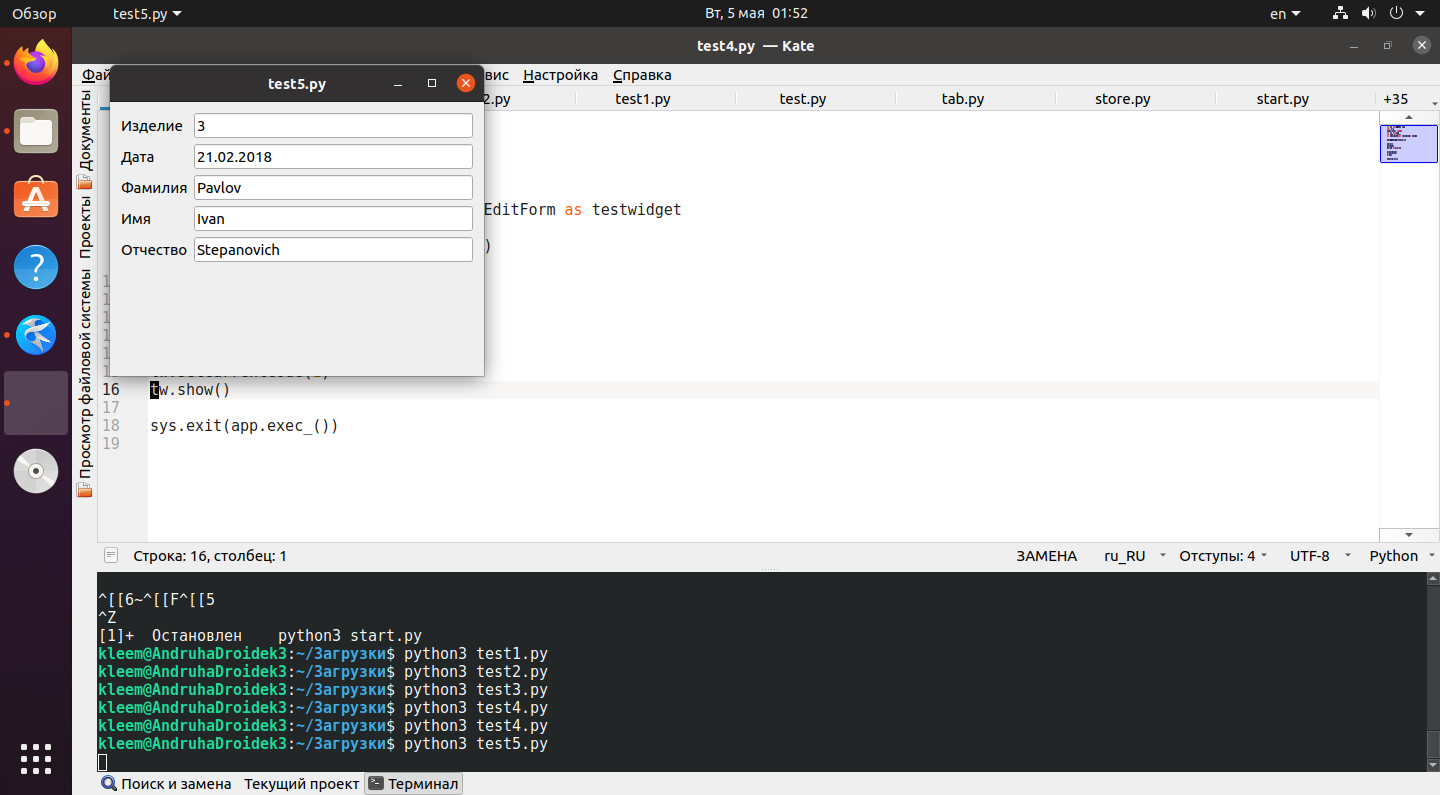 Обзор
test5.py
Вт, 5 мая 01:52
en
test4.py — Kate
test5.py
Настройка
Справка
test1.py
test.py
tab.py
store.py
start.py
+35
Документы
Проекты
Просмотр файловой системы
Изделие 3
Дата 21.02.2018
Фамилия Pavlov
Имя Ivan
Отчество Stepanovich
EditForm as testwidget
)
16 tw.show()
17
18 sys.exit(app.exec_())
19
Строка: 16, столбец: 1
ЗАМЕНА
ru_RU
Отступы: 4
UTF-8
Python
^[[6~^[[F^[[5
^Z
[1]+ Остановлен python3 start.py
kleem@AndruhaDroidek3:~/Загрузки$ python3 test1.py
kleem@AndruhaDroidek3:~/Загрузки$ python3 test2.py
kleem@AndruhaDroidek3:~/Загрузки$ python3 test3.py
kleem@AndruhaDroidek3:~/Загрузки$ python3 test4.py
kleem@AndruhaDroidek3:~/Загрузки$ python3 test4.py
kleem@AndruhaDroidek3:~/Загрузки$ python3 test5.py
Поиск и замена
Текущий проект
Терминал